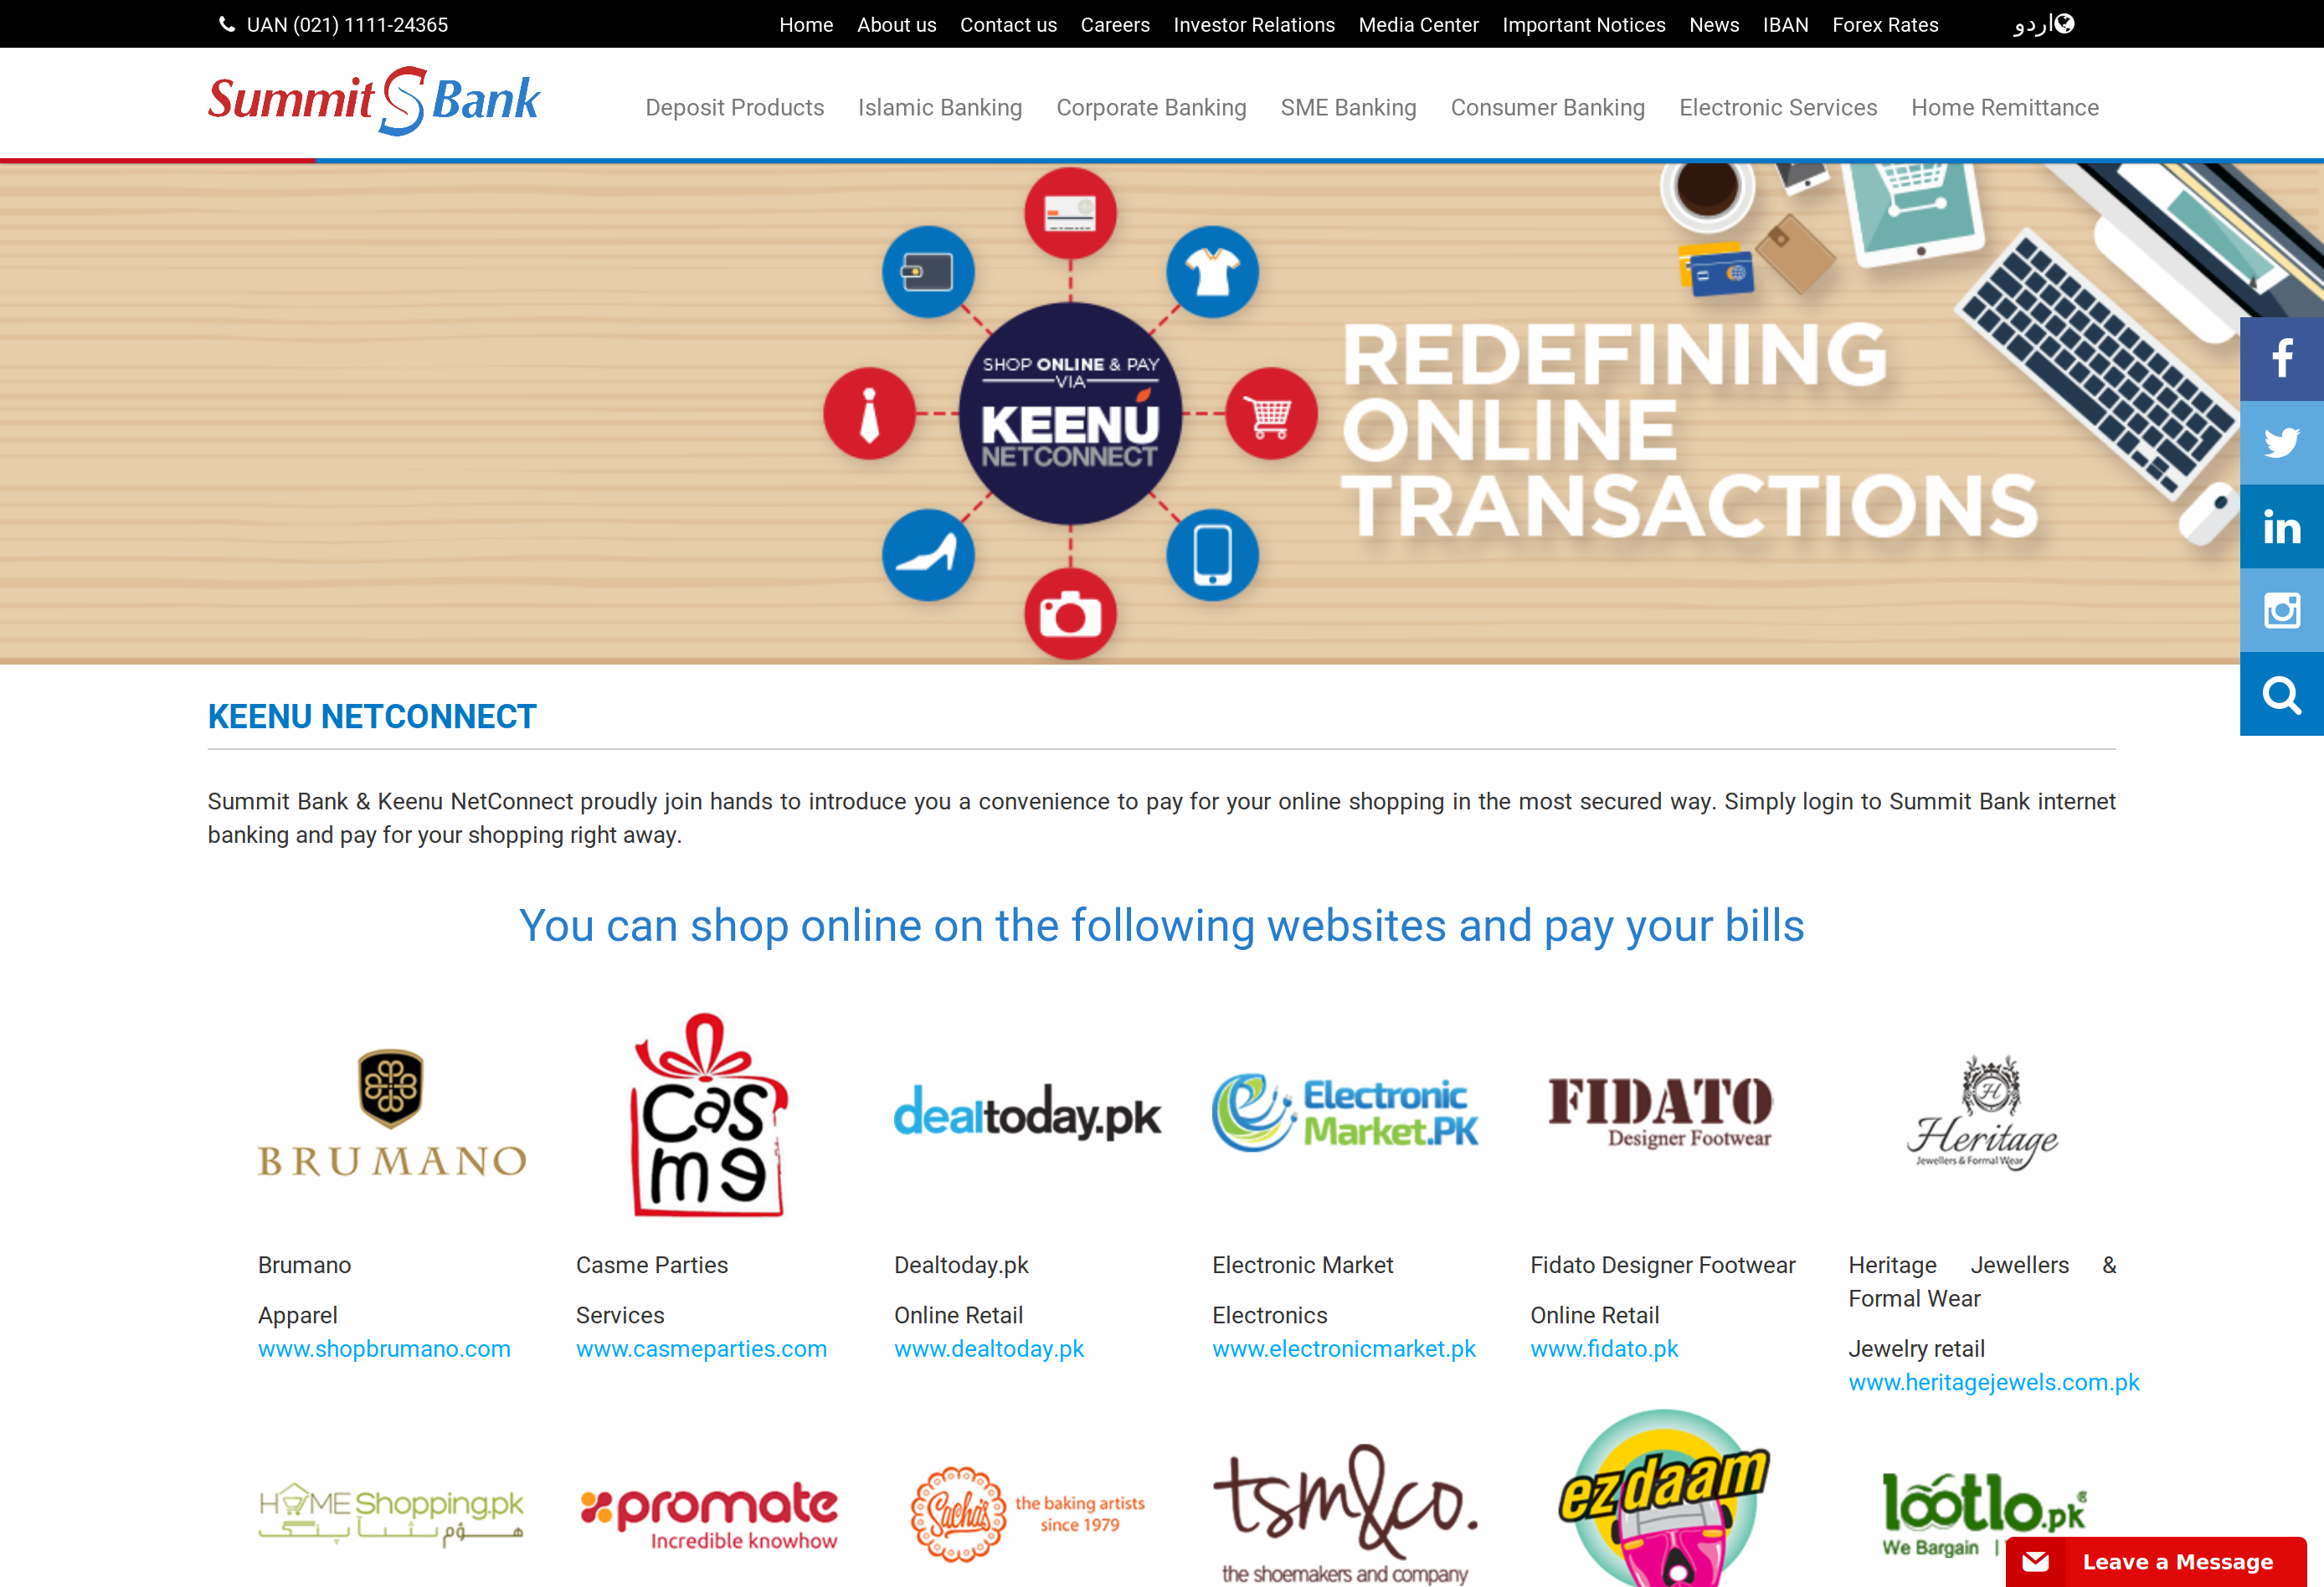 UAN (021) 1111-24365
Home About us Contact us Careers Investor Relations Media Center Important Notices News IBAN Forex Rates اردو
Summit S Bank
Deposit Products Islamic Banking Corporate Banking SME Banking Consumer Banking Electronic Services Home Remittance
SHOP ONLINE & PAY
VIA
KEENU
NETCONNECT
REDEFINING
ONLINE
TRANSACTIONS
KEENU NETCONNECT
Summit Bank & Keenu NetConnect proudly join hands to introduce you a convenience to pay for your online shopping in the most secured way. Simply login to Summit Bank internet
banking and pay for your shopping right away.
You can shop online on the following websites and pay your bills
BRUMANO
Casme
dealtoday.pk
Electronic
Market.PK
FIDATO
Designer Footwear
H
Heritage
Jewellers & Formal Wear
Brumano
Apparel
www.shopbrumano.com
Casme Parties
Services
www.casmeparties.com
Dealtoday.pk
Online Retail
www.dealtoday.pk
Electronic Market
Electronics
www.electronicmarket.pk
Fidato Designer Footwear
Online Retail
www.fidato.pk
Heritage Jewellers &
Formal Wear
Jewelry retail
www.heritagejewels.com.pk
HOMEShopping.pk
ہوم شاپنگ
promate
Incredible knowhow
Sacha's
the baking artists
since 1979
tsm&co.
the shoemakers and company
ezdaam
lootlo.pk
We Bargain |
Leave a Message